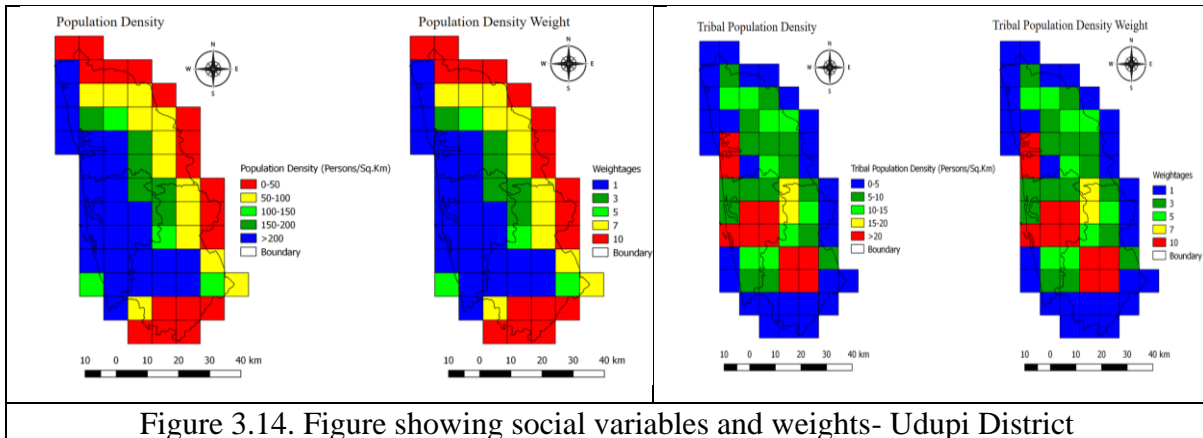 Population Density
N
W
E
S
Population Density (Persons/Sq.Km)
0-50
50-100
100-150
150-200
>200
Boundary
10 0 10 20 30 40 km
Population Density Weight
N
W
E
S
Weightages
1
3
5
7
10
Boundary
10 0 10 20 30 40 km
Tribal Population Density
N
W
E
S
Tribal Population Density (Persons/Sq.Km)
0-5
5-10
10-15
15-20
>20
Boundary
10 0 10 20 30 40 km
Tribal Population Density Weight
N
W
E
S
Weightages
1
3
5
7
10
Boundary
10 0 10 20 30 40 km
Figure 3.14. Figure showing social variables and weights- Udupi District